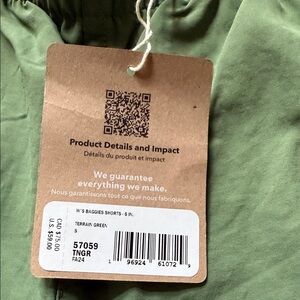 Product Details and Impact
Détails du produit et impact
We guarantee
everything we make.
Nous garantissons tout ce que nous fabriquons.
W'S BAGGIES SHORTS - 5 IN.
TERRAIN GREEN
S
57059
TNGR
FA24
1 96924 61072 9
CAD $75.00
U.S. $59.00